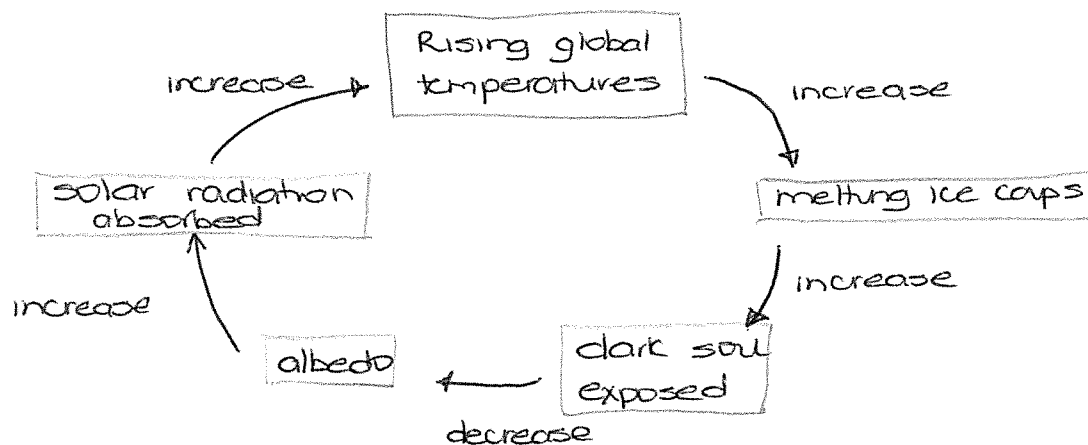 Rising global
temperatures
increase
melting ice caps
increase
dark soil
exposed
decrease
albedo
increase
solar radiation
absorbed
increase